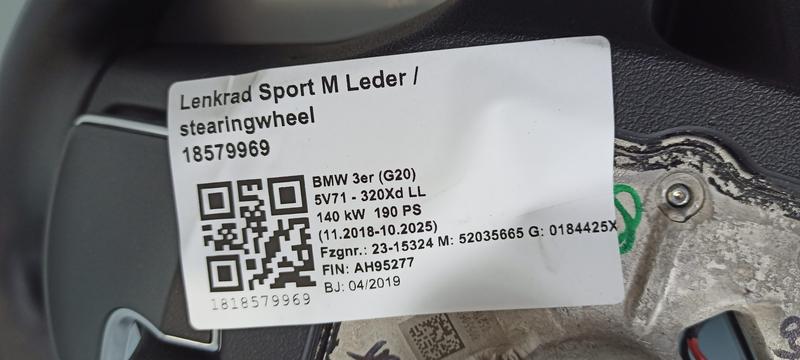 Lenkrad Sport M Leder /
stearingwheel
18579969
BMW 3er (G20)
5V71 - 320Xd LL
140 kW 190 PS
(11.2018-10.2025)
Fzgnr.: 23-15324 M: 52035665 G: 0184425X
FIN: AH95277
BJ: 04/2019
1818579969